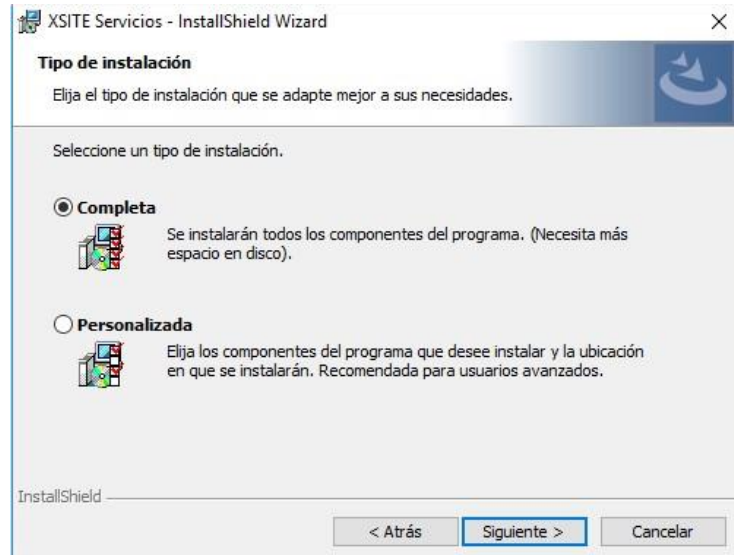 XSITE Servicios - InstallShield Wizard
Tipo de instalación
Elija el tipo de instalación que se adapte mejor a sus necesidades.
Seleccione un tipo de instalación.
Completa
Se instalarán todos los componentes del programa. (Necesita más
espacio en disco).
Personalizada
Elija los componentes del programa que desee instalar y la ubicación
en que se instalarán. Recomendada para usuarios avanzados.
InstallShield
< Atrás
Siguiente >
Cancelar